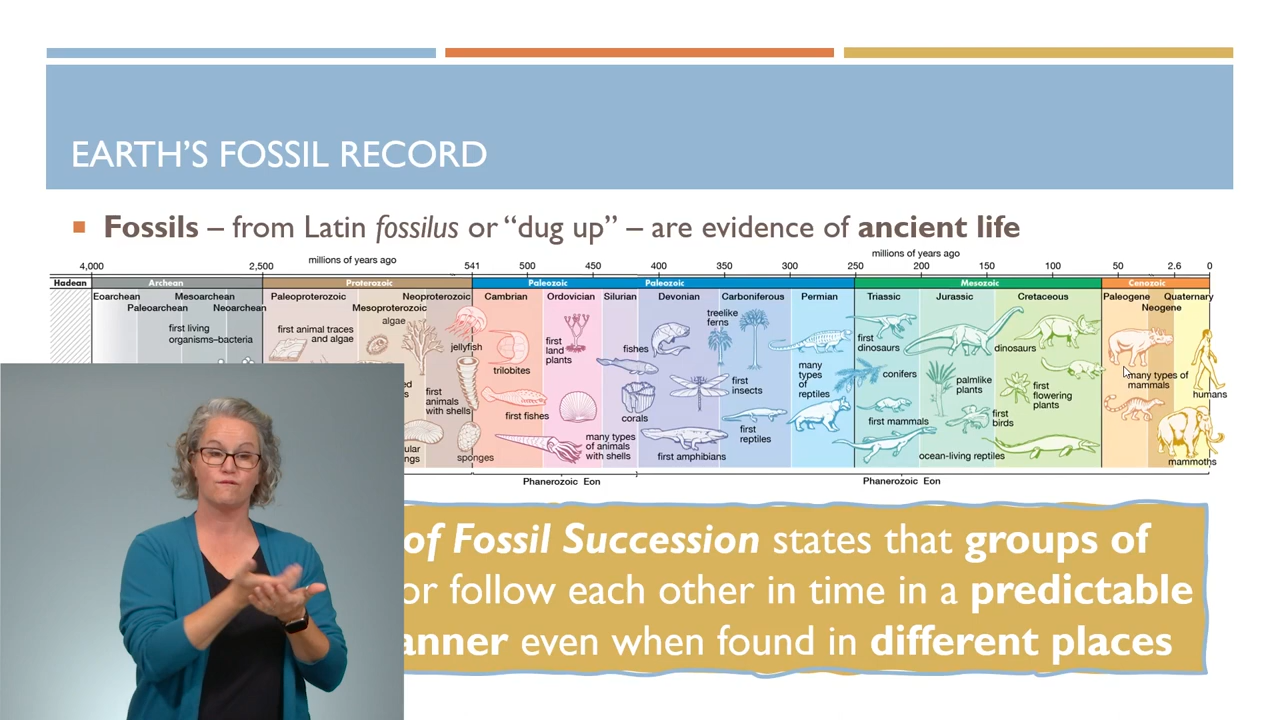 EARTH'S FOSSIL RECORD
Fossils – from Latin fossilus or “dug up” – are evidence of ancient life
millions of years ago
millions of years ago
4,000 2,500 541 500 450 400 350 300 250 200 150 100 50 2.6 0
Hadean Archean Proterozoic Paleozoic Paleozoic Mesozoic Cenozoic
Eoarchean Mesoarchean Paleoproterozoic Neoproterozoic Cambrian Ordovician Silurian Devonian Carboniferous Permian Triassic Jurassic Cretaceous Paleogene Quaternary
Paleoarchean Neoarchean Mesoproterozoic Neogene
first living
organisms–bacteria
first animal traces
and algae
algae
jellyfish
first
animals
with shells
sponges
trilobites
first fishes
first
land
plants
many types
of animals
with shells
fishes
corals
first amphibians
treelike
ferns
first
insects
first
reptiles
many
types
of
reptiles
first
dinosaurs
conifers
first mammals
dinosaurs
palmlike
plants
first
birds
ocean-living reptiles
first
flowering
plants
many types of
mammals
humans
mammoths
Phanerozoic Eon
Phanerozoic Eon
of Fossil Succession states that groups of
or follow each other in time in a predictable
anner even when found in different places